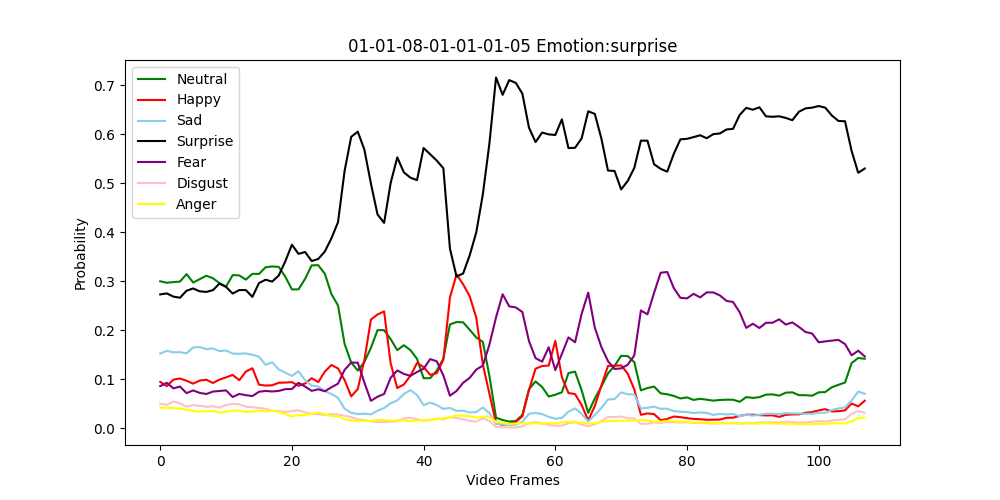 01-01-08-01-01-01-05 Emotion:surprise
Neutral
Happy
Sad
Surprise
Fear
Disgust
Anger
Probability
0.7
0.6
0.5
0.4
0.3
0.2
0.1
0.0
0 20 40 60 80 100
Video Frames